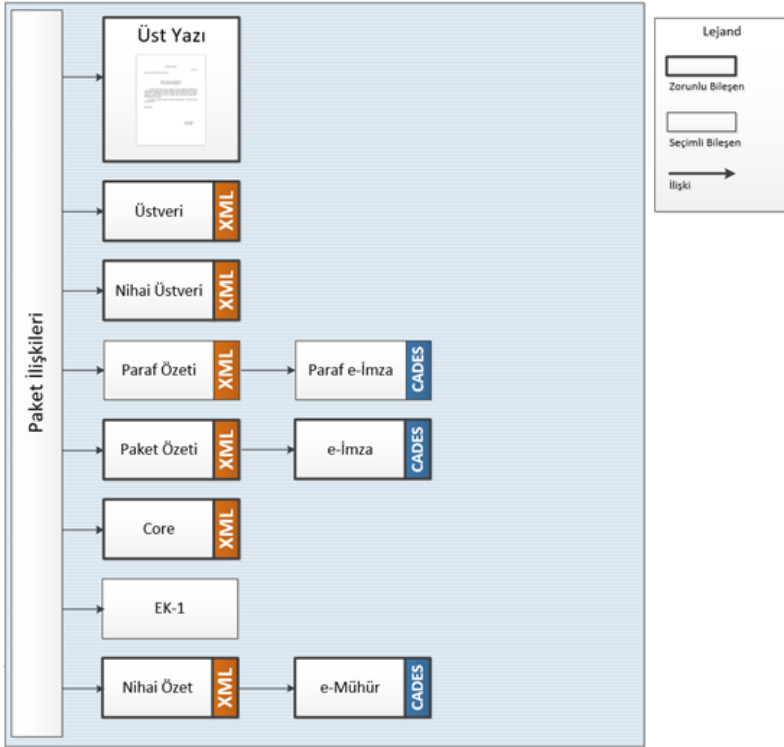 Paket İlişkileri
Üst Yazı
Üstveri
XML
Nihai Üstveri
XML
Paraf Özeti
XML
Paraf e-İmza
CADES
Paket Özeti
XML
e-İmza
CADES
Core
XML
EK-1
Nihai Özet
XML
e-Mühür
CADES
Lejand
Zorunlu Bileşen
Seçimli Bileşen
İlişki